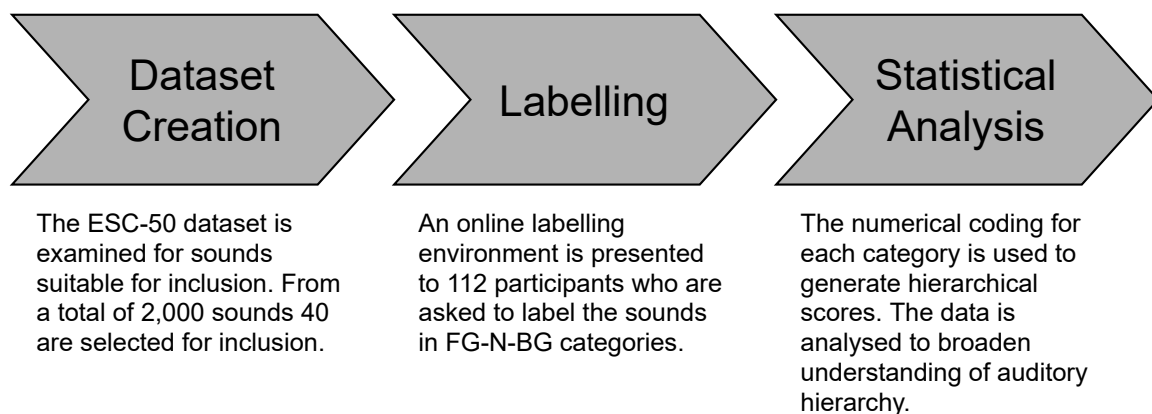 Dataset
Creation
Labelling
Statistical
Analysis
The ESC-50 dataset is
examined for sounds
suitable for inclusion. From
a total of 2,000 sounds 40
are selected for inclusion.
An online labelling
environment is presented
to 112 participants who are
asked to label the sounds
in FG-N-BG categories.
The numerical coding for
each category is used to
generate hierarchical
scores. The data is
analysed to broaden
understanding of auditory
hierarchy.